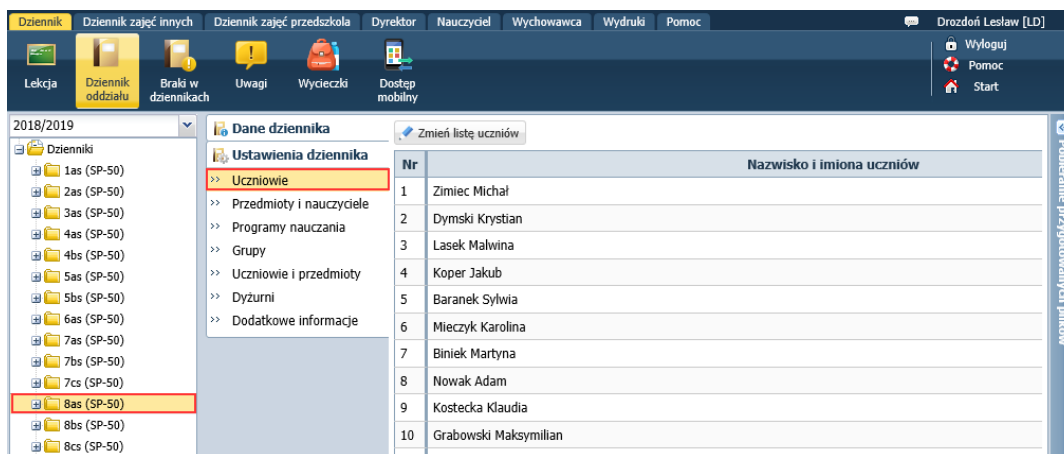 Dziennik Dziennik zajęć innych Dziennik zajęć przedszkola Dyrektor Nauczyciel Wychowawca Wydruki Pomoc Drozdoń Lesław [LD]
Lekcja
Dziennik oddziału
Braki w dziennikach
Uwagi
Wycieczki
Dostęp mobilny
Wyloguj
Pomoc
Start
2018/2019
Dzienniki
1as (SP-50)
2as (SP-50)
3as (SP-50)
4as (SP-50)
4bs (SP-50)
5as (SP-50)
5bs (SP-50)
6as (SP-50)
7as (SP-50)
7bs (SP-50)
7cs (SP-50)
8as (SP-50)
8bs (SP-50)
8cs (SP-50)
Dane dziennika
Ustawienia dziennika
Uczniowie
Przedmioty i nauczyciele
Programy nauczania
Grupy
Uczniowie i przedmioty
Dyżurni
Dodatkowe informacje
Zmień listę uczniów
Nr Nazwisko i imiona uczniów
1 Zimiec Michał
2 Dymski Krystian
3 Lasek Malwina
4 Koper Jakub
5 Baranek Sylwia
6 Mieczyk Karolina
7 Biniek Martyna
8 Nowak Adam
9 Kostecka Klaudia
10 Grabowski Maksymilian
Pobieranie przygotowanych plików